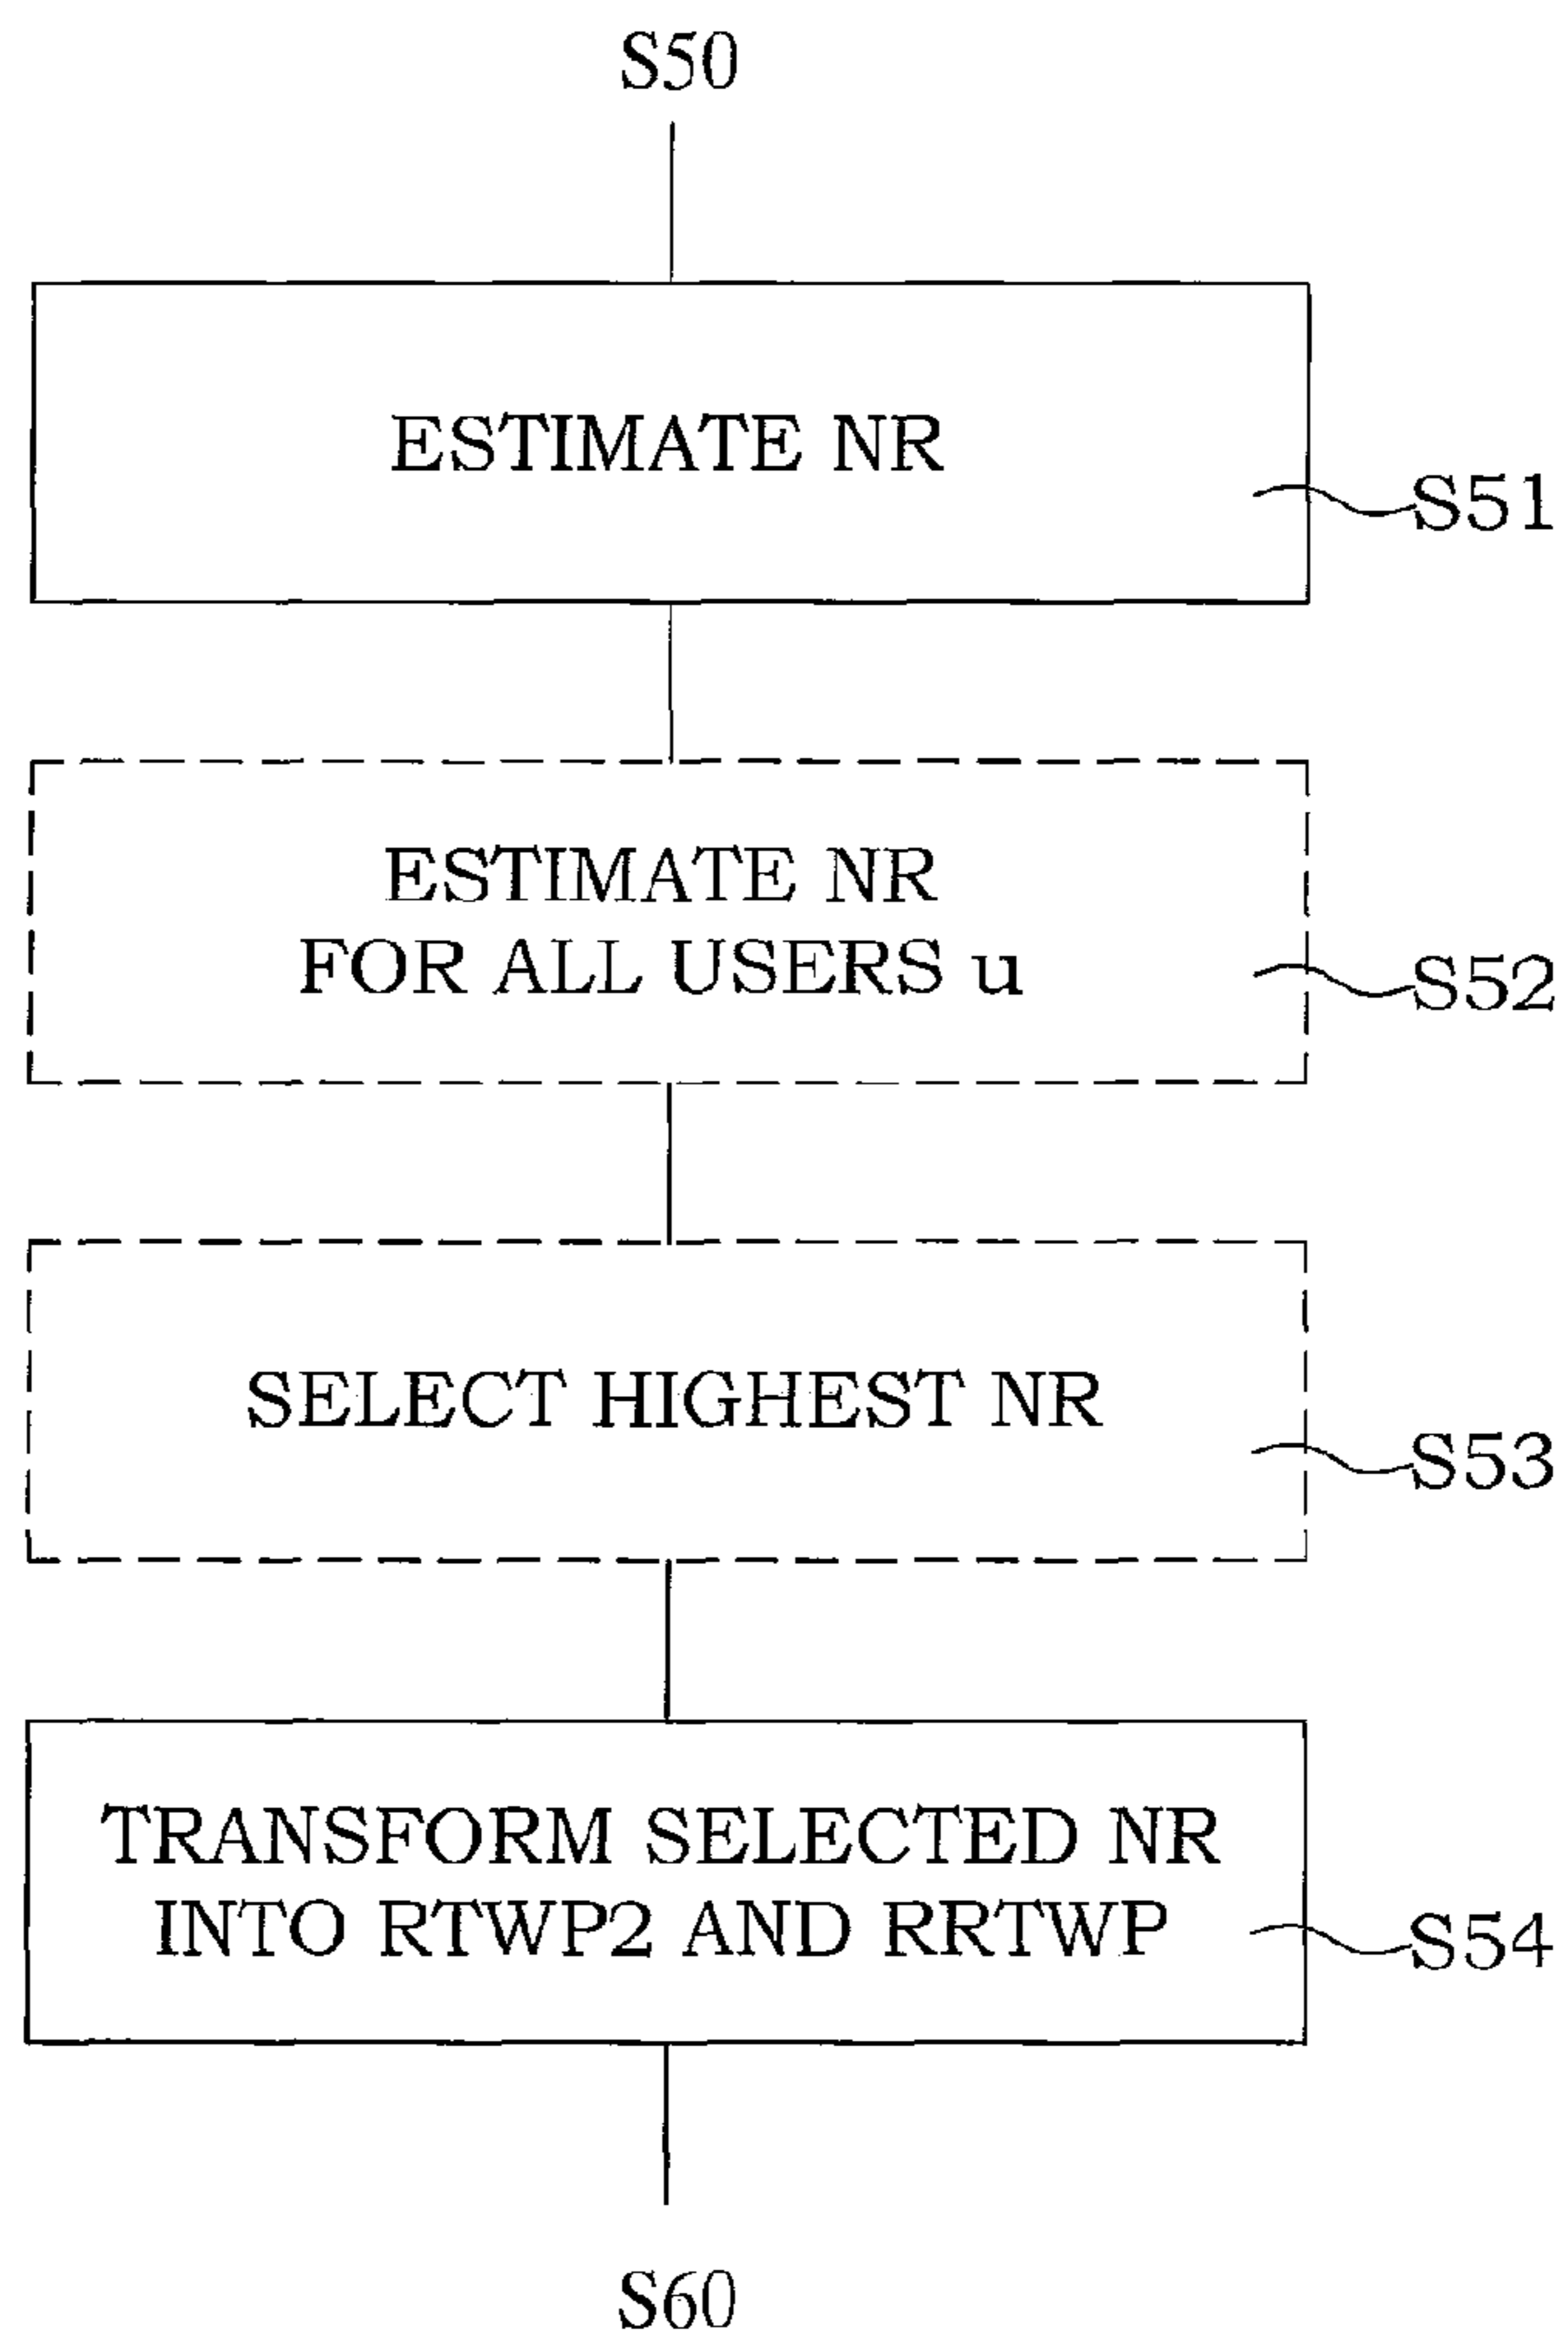 S50
ESTIMATE NR
S51
ESTIMATE NR
FOR ALL USERS u
S52
SELECT HIGHEST NR
S53
TRANSFORM SELECTED NR
INTO RTWP2 AND RRTWP
S54
S60